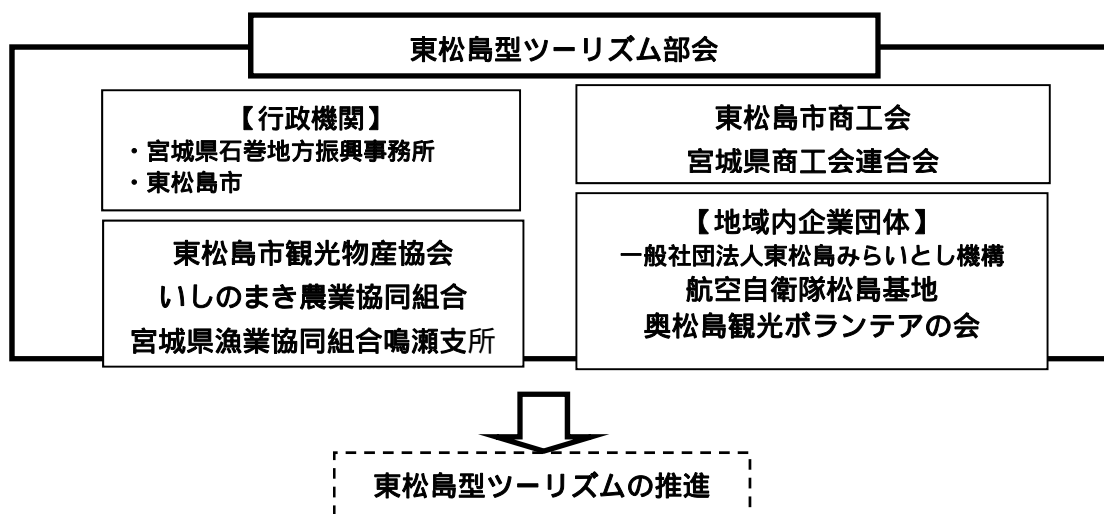 東松島型ツーリズム部会
【行政機関】
・宮城県石巻地方振興事務所
・東松島市
東松島市商工会
宮城県商工会連合会
東松島市観光物産協会
いしのまき農業協同組合
宮城県漁業協同組合鳴瀬支所
【地域内企業団体】
一般社団法人東松島みらいとし機構
航空自衛隊松島基地
奥松島観光ボランテアの会
東松島型ツーリズムの推進